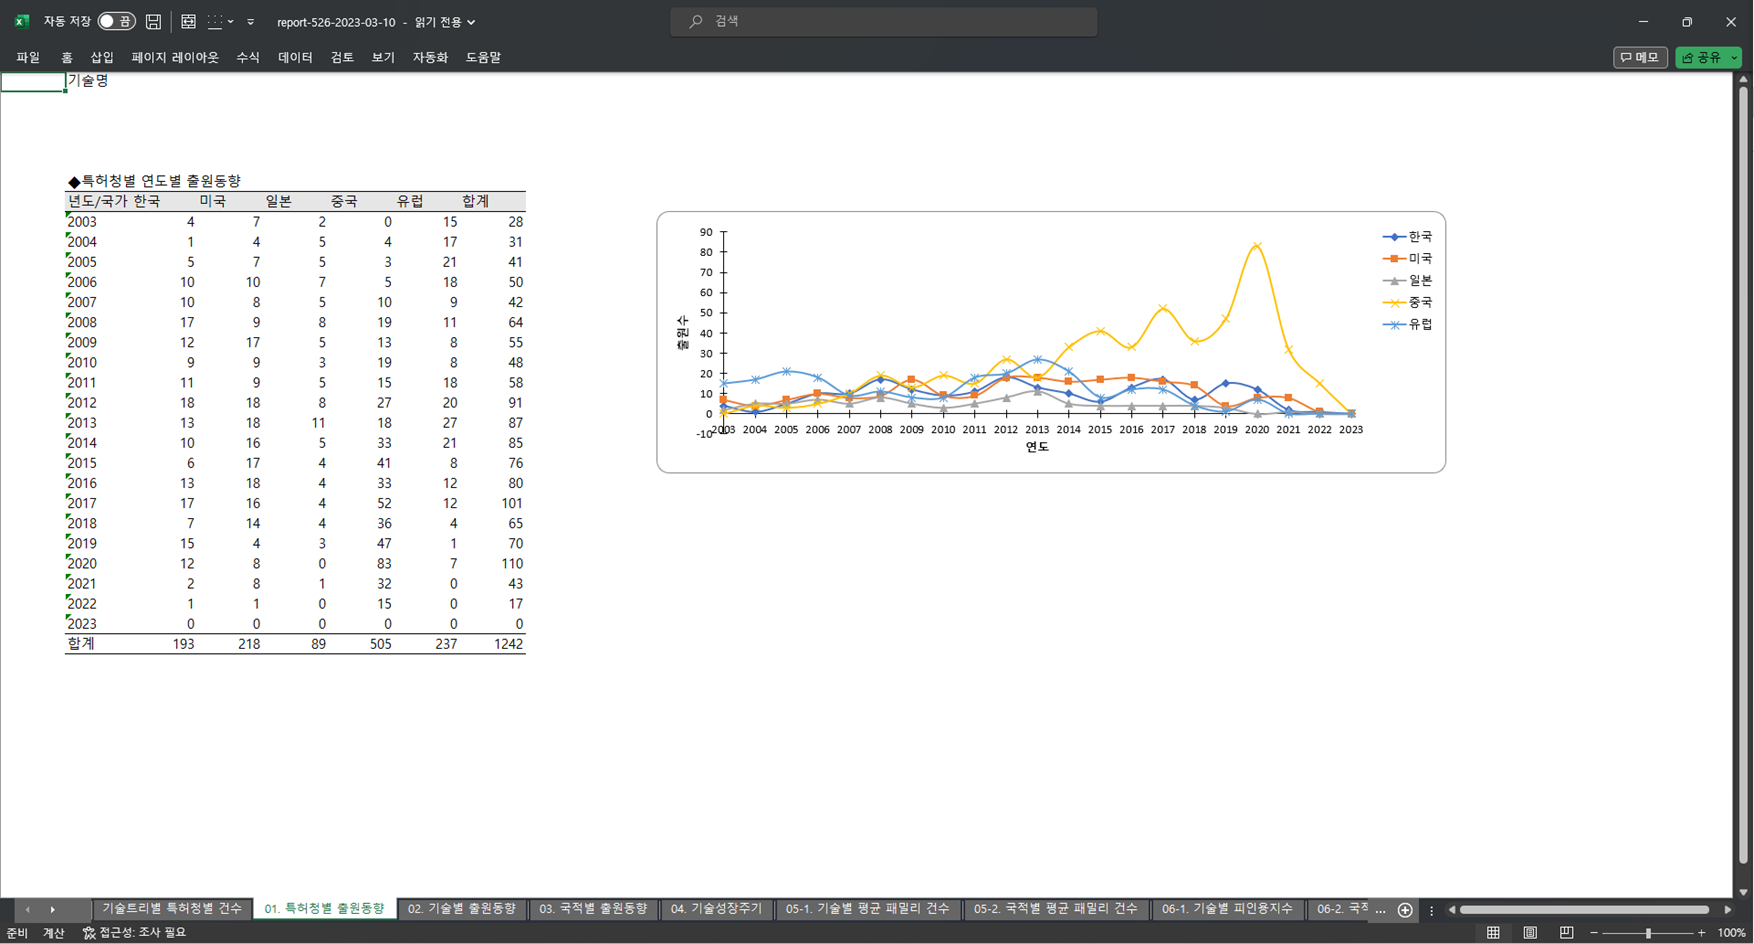 자동 저장 끔 report-526-2023-03-10 - 읽기 전용 검색
파일 홈 삽입 페이지 레이아웃 수식 데이터 검토 보기 자동화 도움말 메모 공유
기술명
◆특허청별 연도별 출원동향
년도/국가 한국 미국 일본 중국 유럽 합계
2003 4 7 2 0 15 28
2004 1 4 5 4 17 31
2005 5 7 5 3 21 41
2006 10 10 7 5 18 50
2007 10 8 5 10 9 42
2008 17 9 8 19 11 64
2009 12 17 5 13 8 55
2010 9 9 3 19 8 48
2011 11 9 5 15 18 58
2012 18 18 8 27 20 91
2013 13 18 11 18 27 87
2014 10 16 5 33 21 85
2015 6 17 4 41 8 76
2016 13 18 4 33 12 80
2017 17 16 4 52 12 101
2018 7 14 4 36 4 65
2019 15 4 3 47 1 70
2020 12 8 0 83 7 110
2021 2 8 1 32 0 43
2022 1 1 0 15 0 17
2023 0 0 0 0 0 0
합계 193 218 89 505 237 1242
출원수
90
80
70
60
50
40
30
20
10
0
-10
2003 2004 2005 2006 2007 2008 2009 2010 2011 2012 2013 2014 2015 2016 2017 2018 2019 2020 2021 2022 2023
연도
한국
미국
일본
중국
유럽
기술트리별 특허청별 건수 01. 특허청별 출원동향 02. 기술별 출원동향 03. 국적별 출원동향 04. 기술성장주기 05-1. 기술별 평균 패밀리 건수 05-2. 국적별 평균 패밀리 건수 06-1. 기술별 피인용지수 06-2. 국적 ...
준비 계산 접근성: 조사 필요 100%